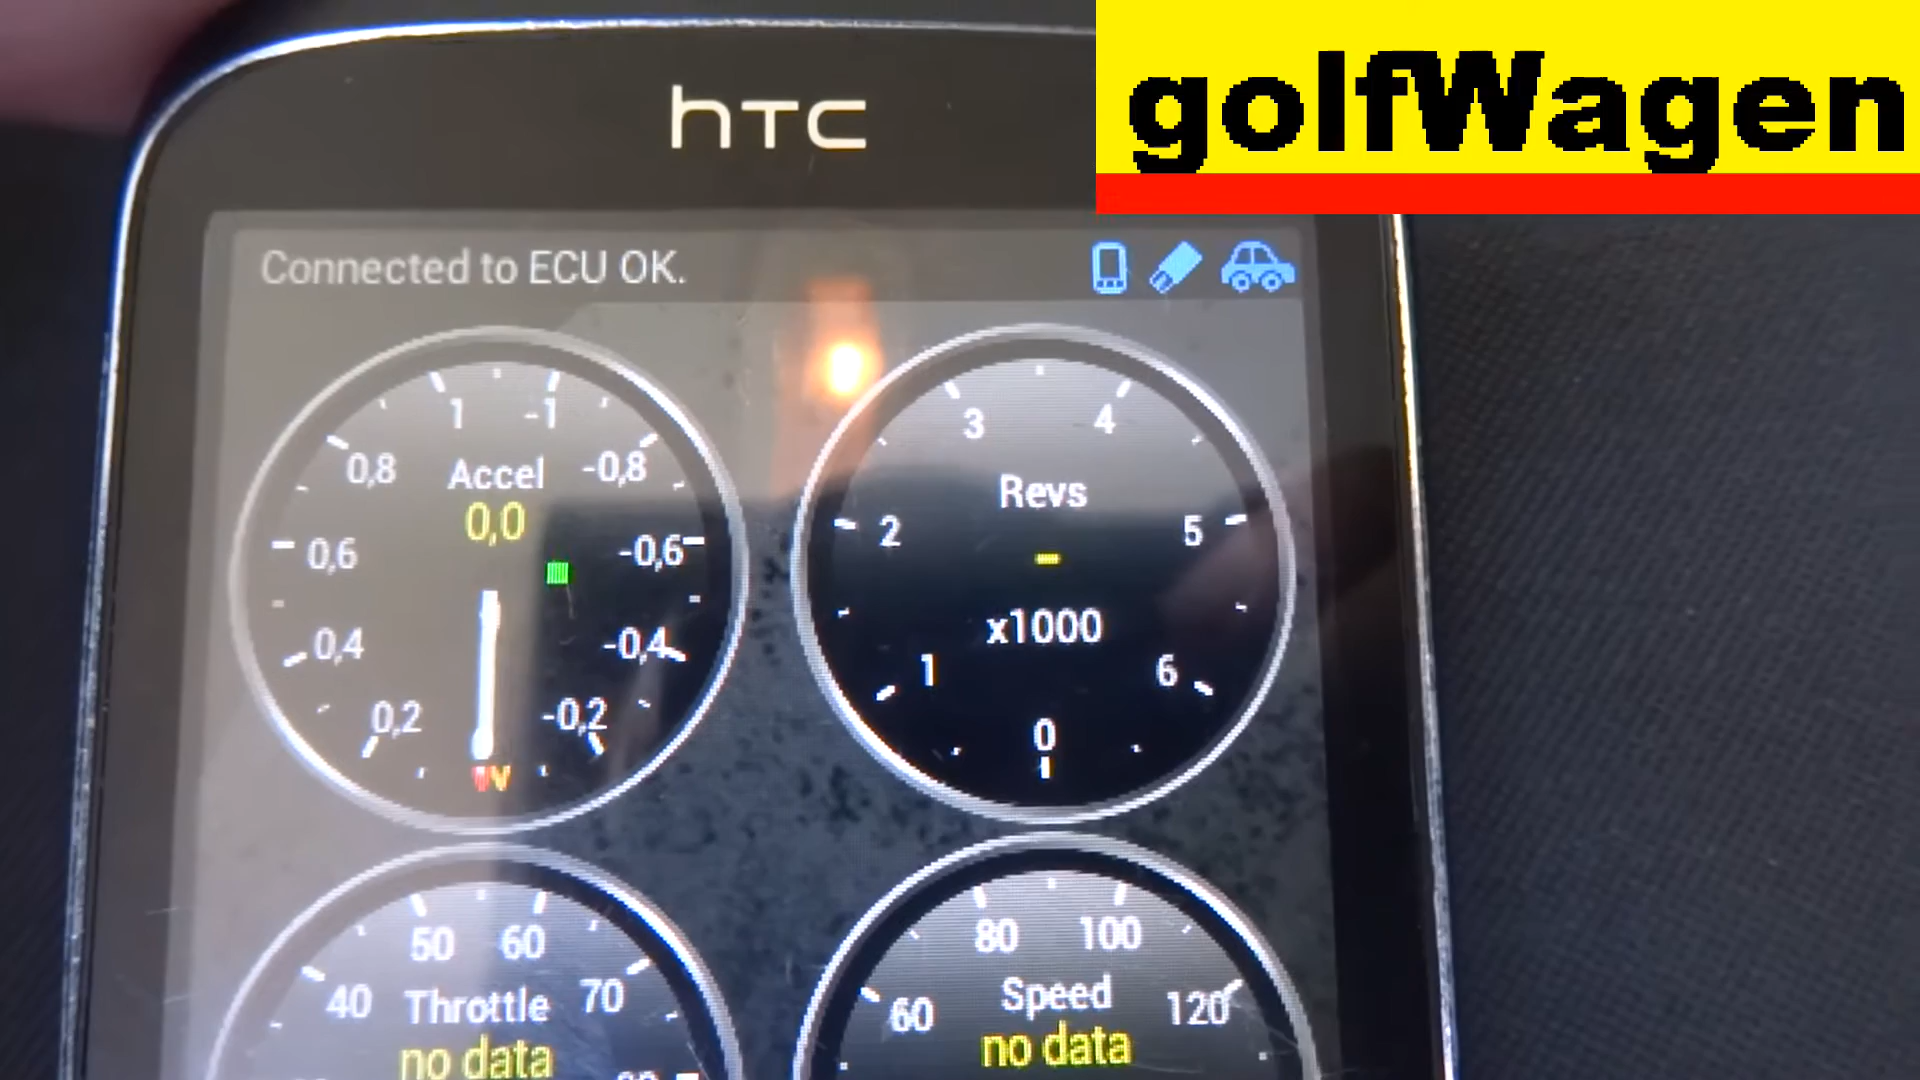 golfWagen
hTC
Connected to ECU OK.
1 -1
0,8 Accel -0,8
0,0
0,6 -0,6
0,4 -0,4
0,2 -0,2
3 4
Revs
2 5
-
x1000
1 6
0
50 60
40 Throttle 70
no data
80 100
60 Speed 120
no data